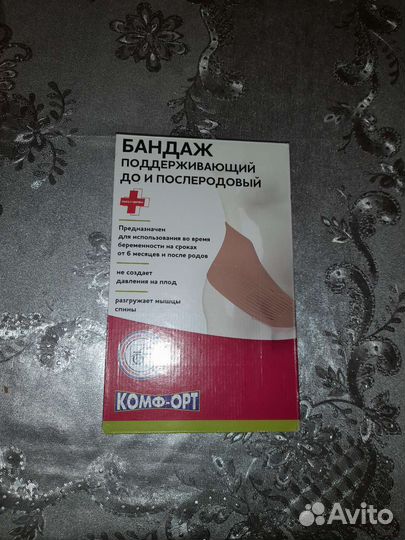 БАНДАЖ
ПОДДЕРЖИВАЮЩИЙ
ДО И ПОСЛЕРОДОВЫЙ
Предназначен
для использования во время
беременности на сроках
от 6 месяцев и после родов
не создает
давления на плод
разгружает мышцы
спины
КОМФ-ОРТ
Avito